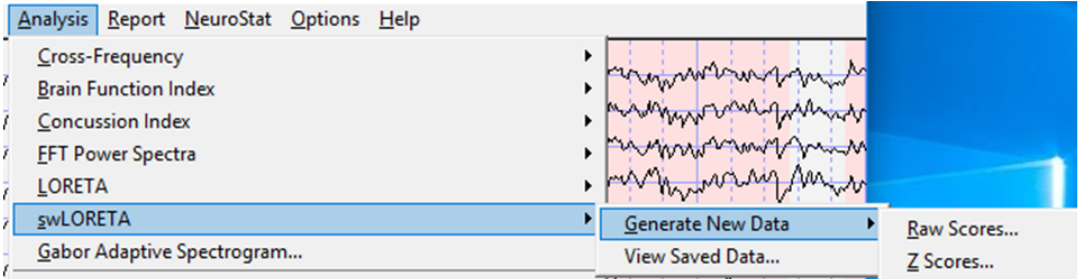 Analysis Report NeuroStat Options Help
Cross-Frequency
Brain Function Index
Concussion Index
FFT Power Spectra
LORETA
swLORETA
Generate New Data
Raw Scores...
Gabor Adaptive Spectrogram...
View Saved Data...
Z Scores...